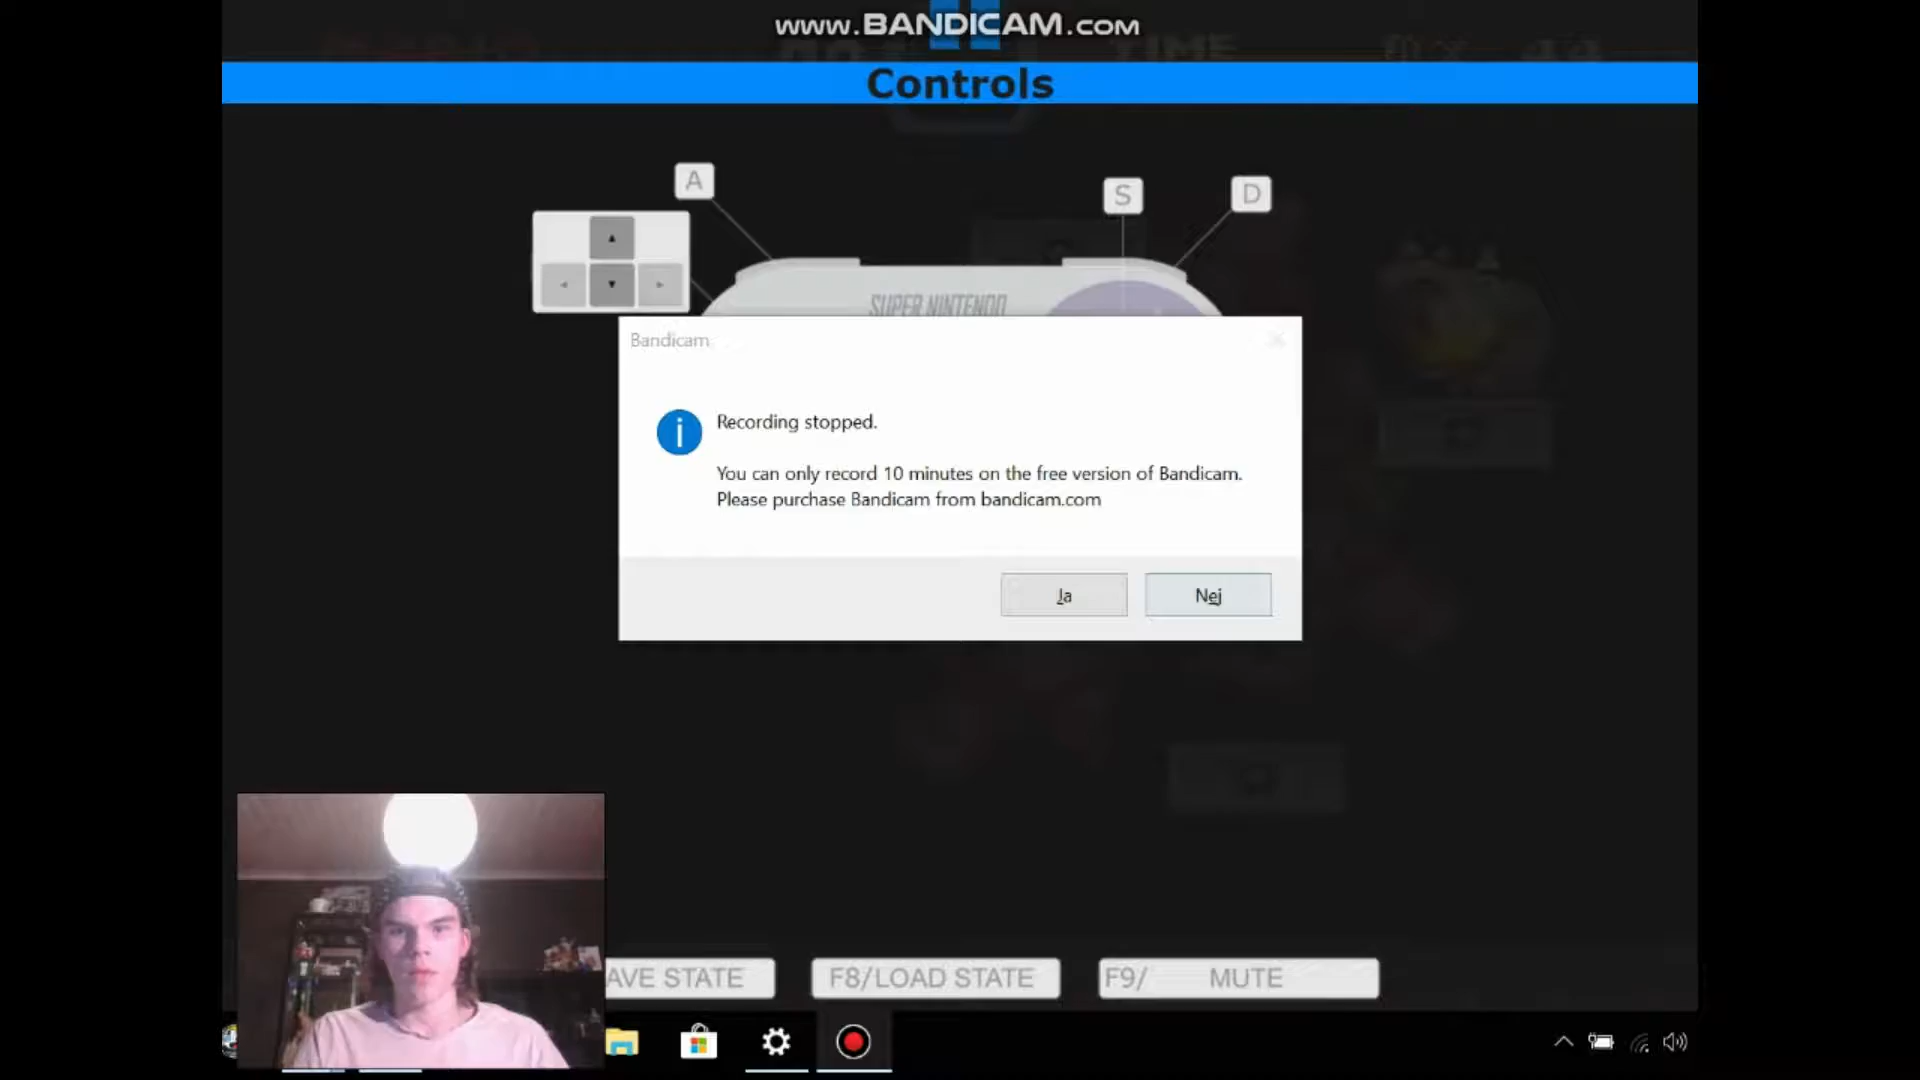 www.BANDICAM.COM
TIME
Controls
A
S
D
SUPER NINTENDO
Bandicam
Recording stopped.
You can only record 10 minutes on the free version of Bandicam.
Please purchase Bandicam from bandicam.com
Ja
Nej
AVE STATE
F8/LOAD STATE
F9/ MUTE